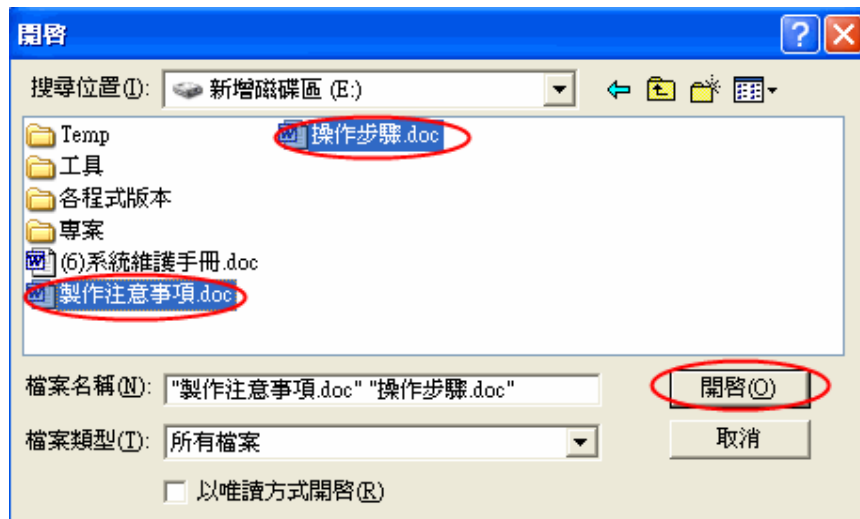 開啓
搜尋位置(I): 新增磁碟區 (E:)
Temp
工具
各程式版本
專案
(6)系統維護手冊.doc
製作注意事項.doc
操作步驟.doc
檔案名稱(N): "製作注意事項.doc" "操作步驟.doc"
開啓(O)
檔案類型(T): 所有檔案
取消
以唯讀方式開啓(R)